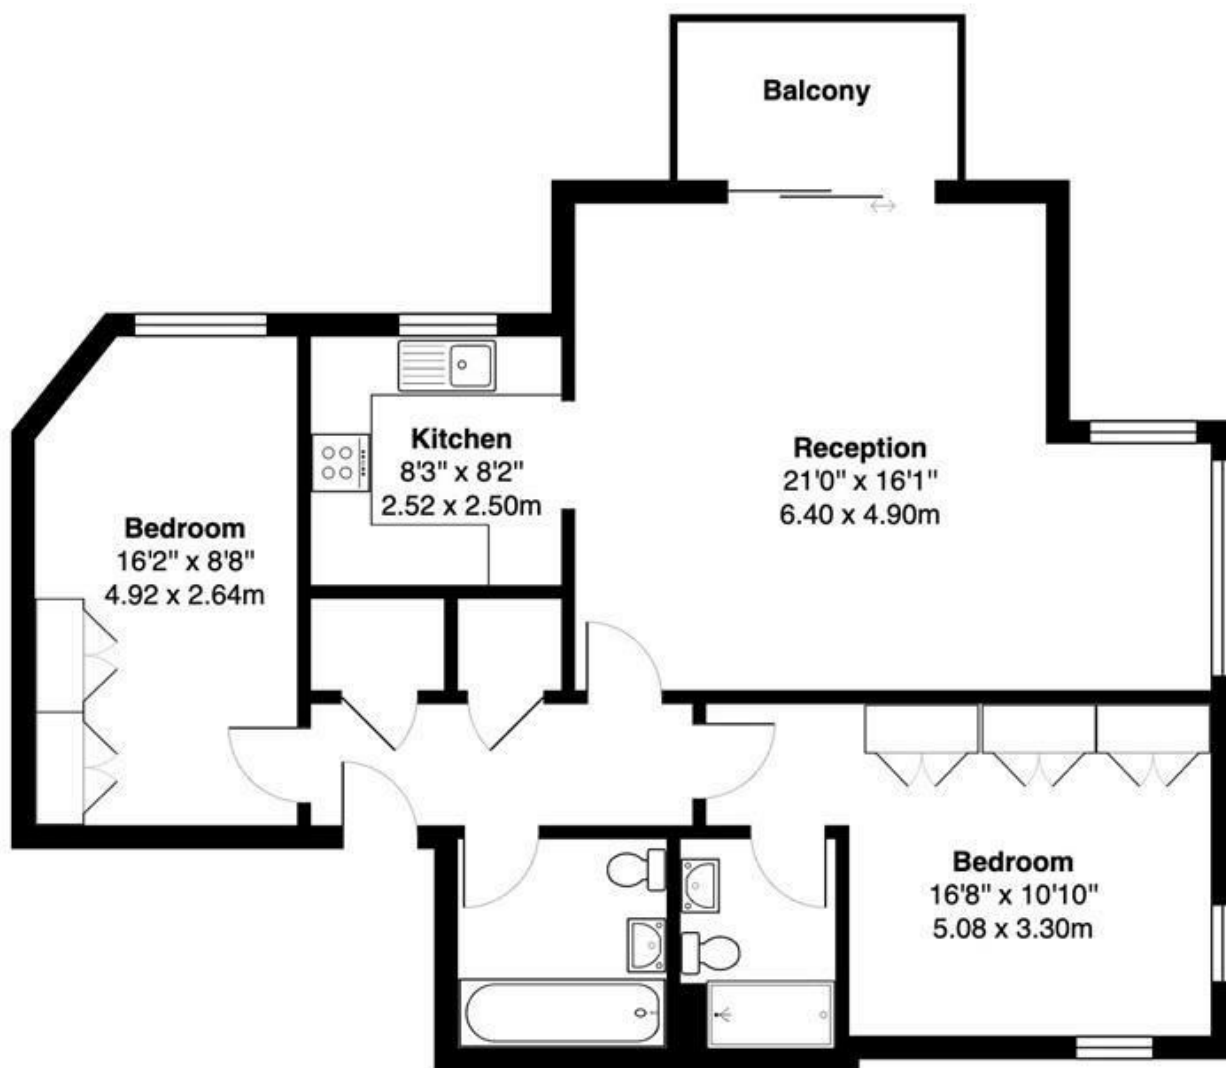 Balcony
Kitchen
8'3" x 8'2"
2.52 x 2.50m
Reception
21'0" x 16'1"
6.40 x 4.90m
Bedroom
16'2" x 8'8"
4.92 x 2.64m
Bedroom
16'8" x 10'10"
5.08 x 3.30m